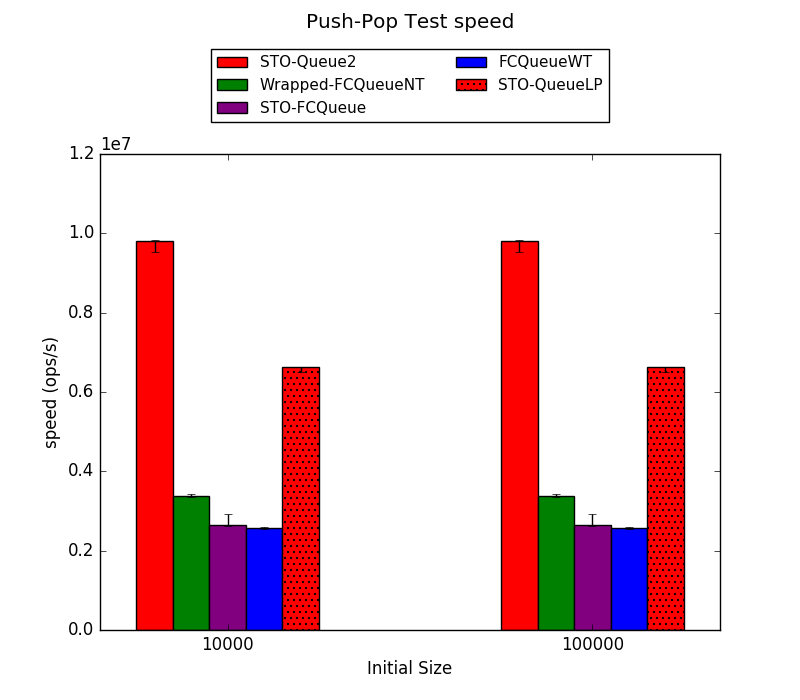 Push-Pop Test speed
STO-Queue2
Wrapped-FCQueueNT
STO-FCQueue
FCQueueWT
STO-QueueLP
1e7
1.2
1.0
0.8
0.6
0.4
0.2
0.0
speed (ops/s)
10000
100000
Initial Size